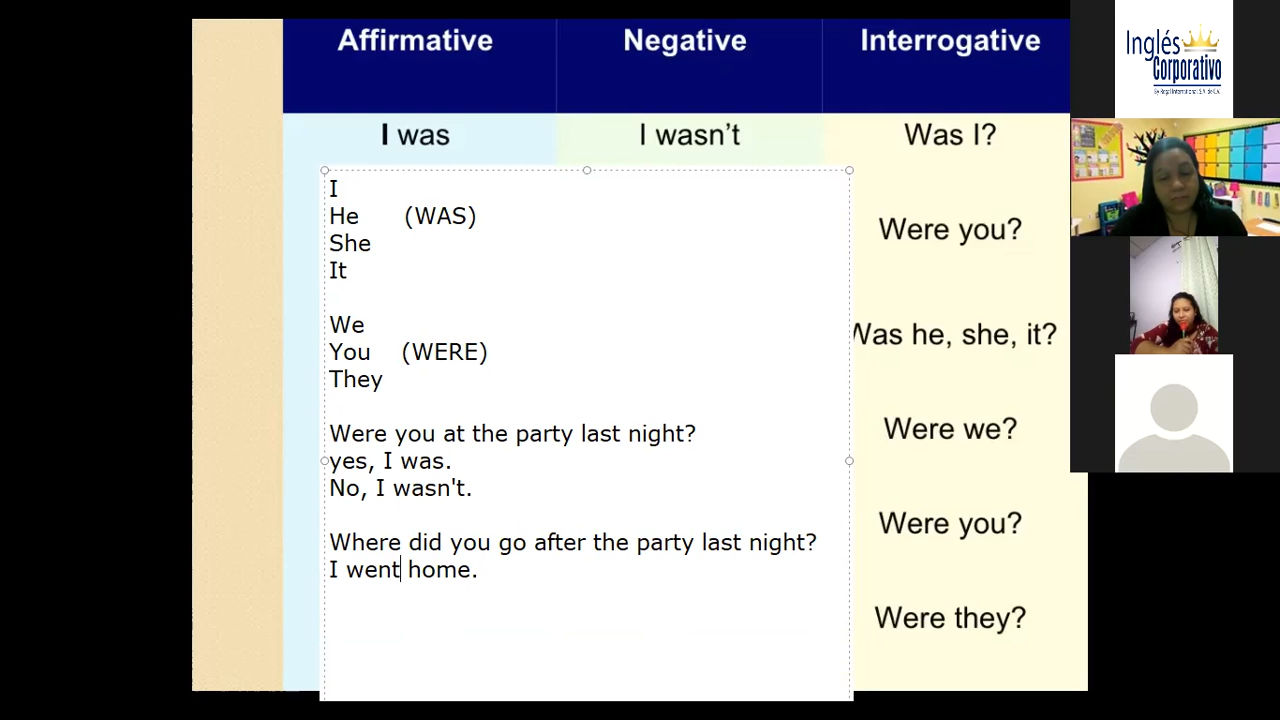 Affirmative Negative Interrogative
I was I wasn't Was I?
I
He (WAS)
She
It
We
You (WERE)
They
Were you at the party last night?
yes, I was.
No, I wasn't.
Where did you go after the party last night?
I went home.
Were you?
Was he, she, it?
Were we?
Were you?
Were they?
Inglés
Corporativo